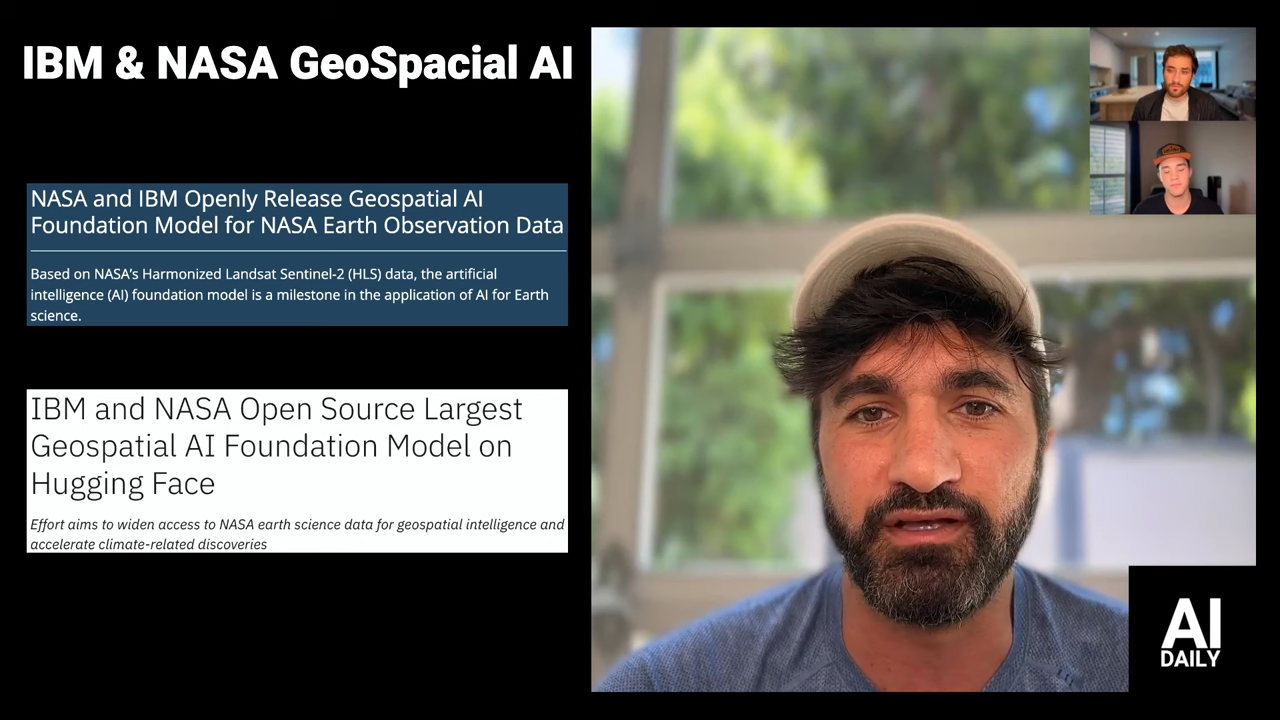 IBM & NASA GeoSpacial AI
NASA and IBM Openly Release Geospatial AI
Foundation Model for NASA Earth Observation Data
Based on NASA's Harmonized Landsat Sentinel-2 (HLS) data, the artificial
intelligence (AI) foundation model is a milestone in the application of AI for Earth
science.
IBM and NASA Open Source Largest
Geospatial AI Foundation Model on
Hugging Face
Effort aims to widen access to NASA earth science data for geospatial intelligence and
accelerate climate-related discoveries
AI
DAILY